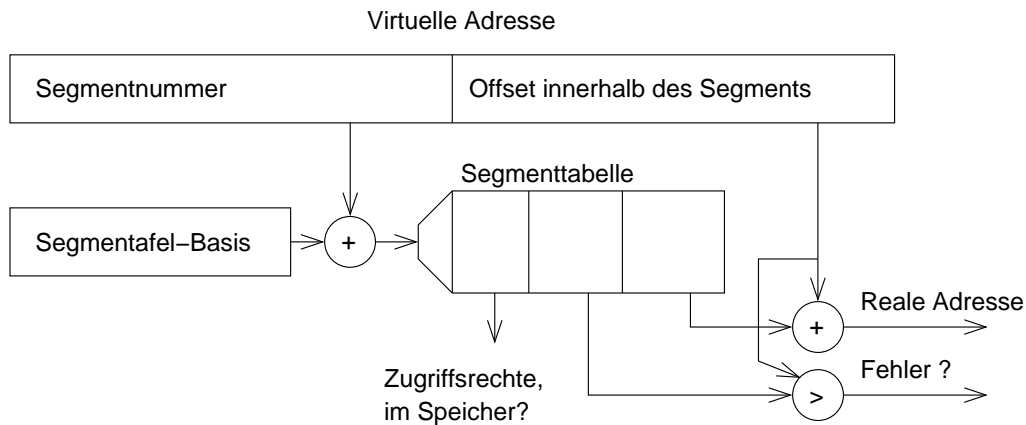 Virtuelle Adresse
Segmentnummer
Offset innerhalb des Segments
Segmenttabelle
Segmentafel−Basis
+
Reale Adresse
+
Zugriffsrechte,
im Speicher?
Fehler ?
>